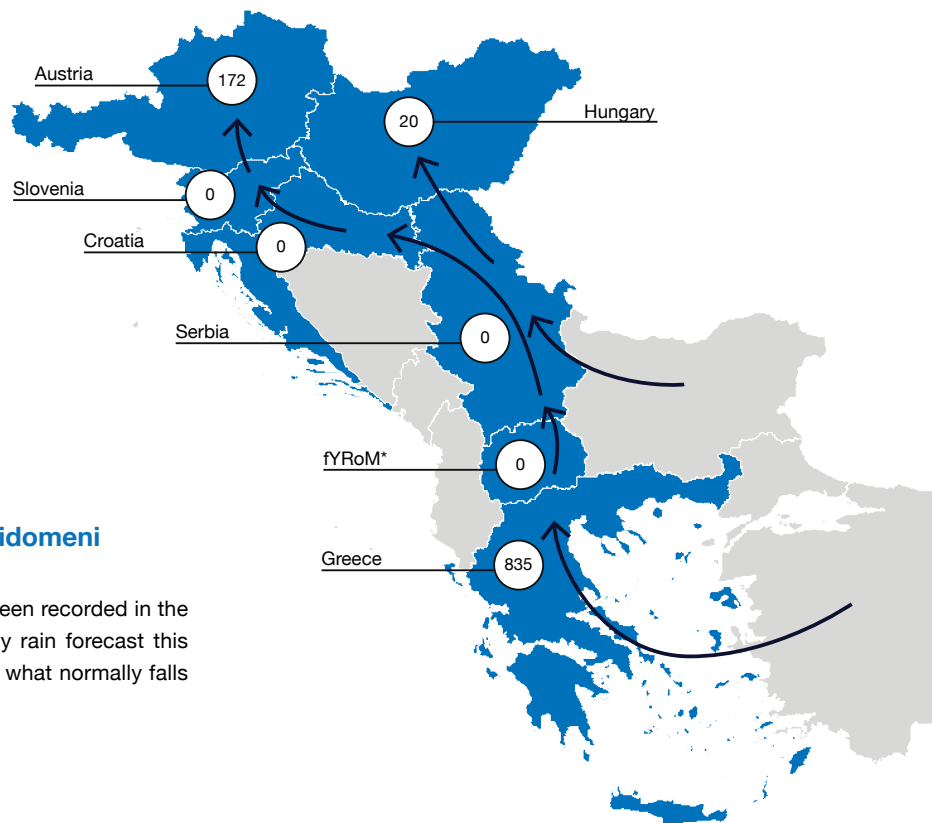 Austria
172
20
Hungary
Slovenia
0
Croatia
0
Serbia
0
fYRoM*
0
Greece
835
idomeni
een recorded in the
y rain forecast this
what normally falls